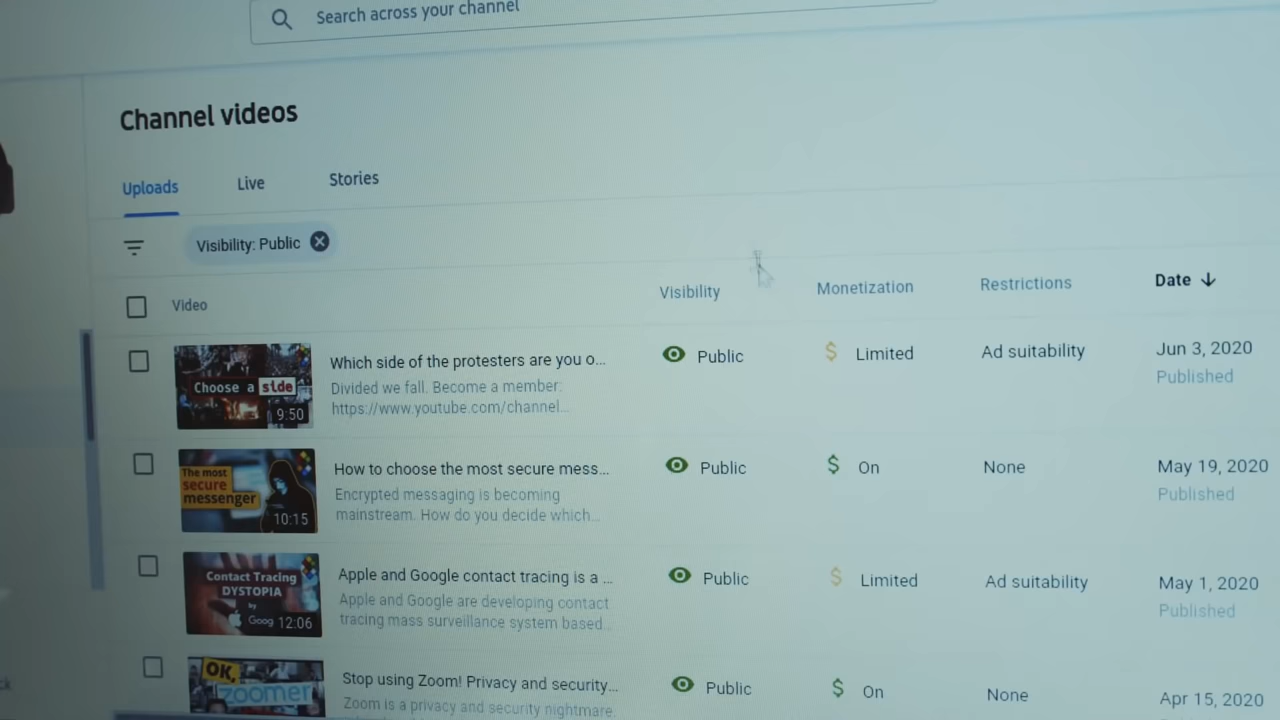 Search across your channel
Channel videos
Uploads Live Stories
Visibility: Public
Video Visibility Monetization Restrictions Date
Choose a side
9:50
Which side of the protesters are you o...
Divided we fall. Become a member:
https://www.youtube.com/channel...
Public
Limited
Ad suitability
Jun 3, 2020
Published
The most
secure
messenger
10:15
How to choose the most secure mess...
Encrypted messaging is becoming
mainstream. How do you decide which...
Public
On
None
May 19, 2020
Published
Contact Tracing
DYSTOPIA
by
Goog 12:06
Apple and Google contact tracing is a ...
Apple and Google are developing contact
tracing mass surveillance system based...
Public
Limited
Ad suitability
May 1, 2020
Published
OK,
zoomer
Stop using Zoom! Privacy and security...
Zoom is a privacy and security nightmare.
Public
On
None
Apr 15, 2020